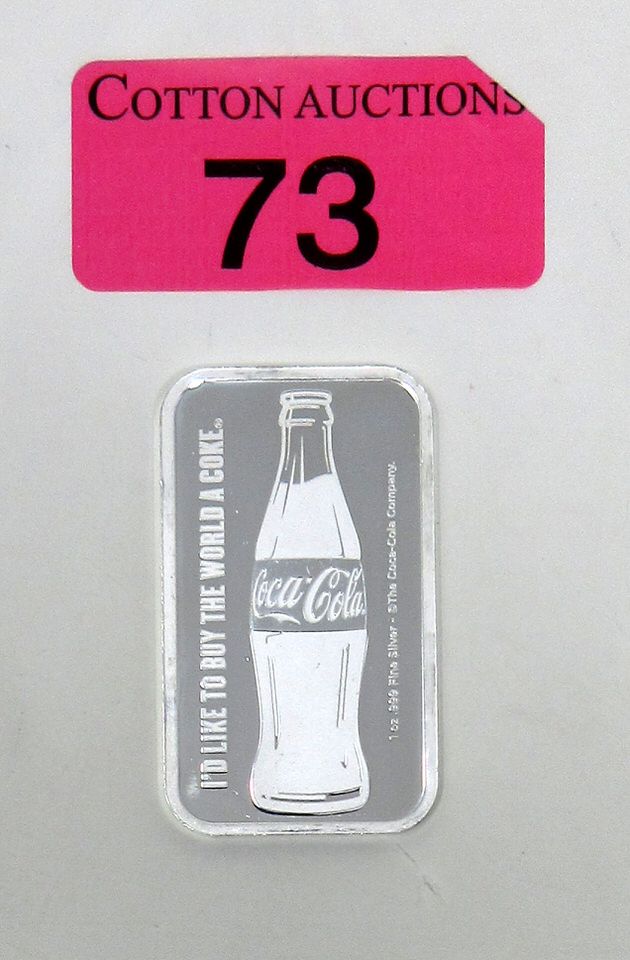 COTTON AUCTIONS
73
I'D LIKE TO BUY THE WORLD A COKE®
Coca-Cola
1 oz .999 Fine Silver - ©The Coca-Cola Company.